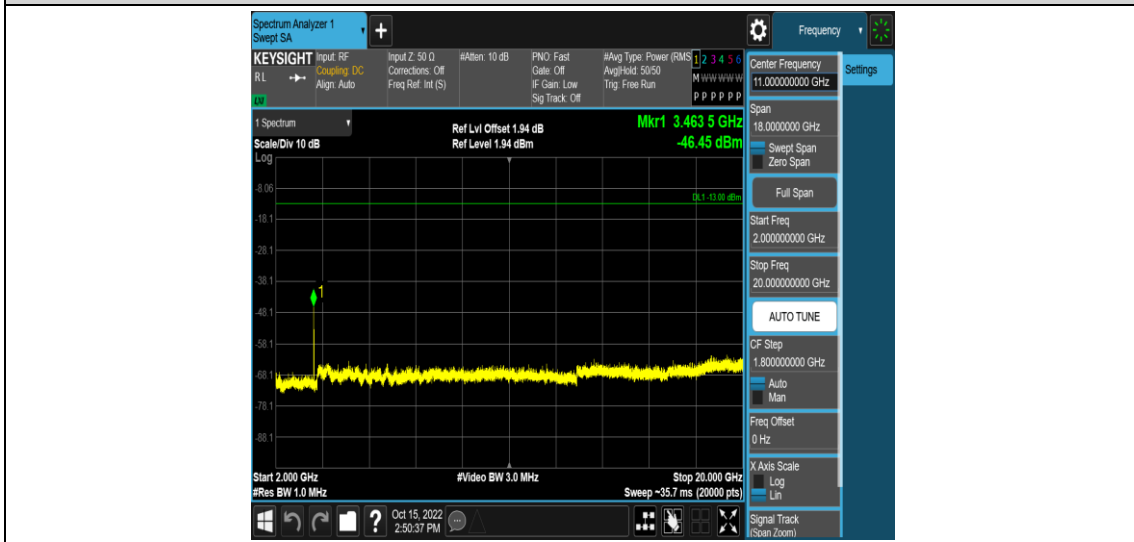 Spectrum Analyzer 1
Swept SA
+
Frequency
KEYSIGHT
RL
LXI
Input: RF
Coupling: DC
Align: Auto
Input Z: 50 Ω
Corrections: Off
Freq Ref: Int (S)
#Atten: 10 dB
PNO: Fast
Gate: Off
IF Gain: Low
Sig Track: Off
#Avg Type: Power (RMS
Avg|Hold: 50/50
Trig: Free Run
1 2 3 4 5 6
M W W W W W
P P P P P P
1 Spectrum
Scale/Div 10 dB
Log
Ref Lvl Offset 1.94 dB
Ref Level 1.94 dBm
Mkr1 3.463 5 GHz
-46.45 dBm
-8.06
DL1 -13.00 dBm
-18.1
-28.1
-38.1
1
-48.1
-58.1
-68.1
-78.1
-88.1
Start 2.000 GHz
#Res BW 1.0 MHz
#Video BW 3.0 MHz
Stop 20.000 GHz
Sweep ~35.7 ms (20000 pts)
?
Oct 15, 2022
2:50:37 PM
Center Frequency
11.000000000 GHz
Settings
Span
18.0000000 GHz
Swept Span
Zero Span
Full Span
Start Freq
2.000000000 GHz
Stop Freq
20.000000000 GHz
AUTO TUNE
CF Step
1.800000000 GHz
Auto
Man
Freq Offset
0 Hz
X Axis Scale
Log
Lin
Signal Track
(Span Zoom)